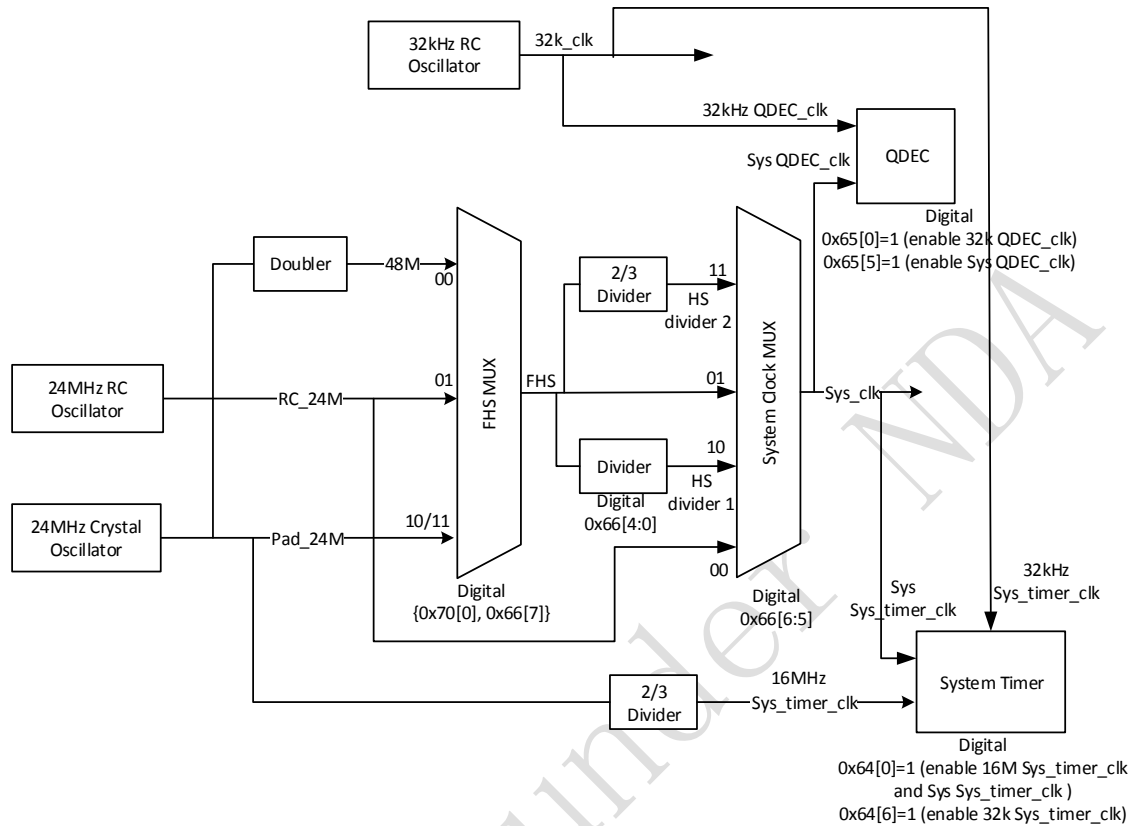 32kHz RC
Oscillator
32k_clk
32kHz QDEC_clk
Sys QDEC_clk
QDEC
Digital
0x65[0]=1 (enable 32k QDEC_clk)
0x65[5]=1 (enable Sys QDEC_clk)
Doubler
48M
00
2/3
Divider
11
HS
divider 2
24MHz RC
Oscillator
RC_24M
01
FHS MUX
FHS
01
System Clock MUX
Sys_clk
Divider
10
HS
divider 1
Digital
0x66[4:0]
24MHz Crystal
Oscillator
Pad_24M
10/11
00
Digital
{0x70[0], 0x66[7]}
Digital
0x66[6:5]
Sys
Sys_timer_clk
32kHz
Sys_timer_clk
2/3
Divider
16MHz
Sys_timer_clk
System Timer
Digital
0x64[0]=1 (enable 16M Sys_timer_clk
and Sys Sys_timer_clk )
0x64[6]=1 (enable 32k Sys_timer_clk)
under NDA